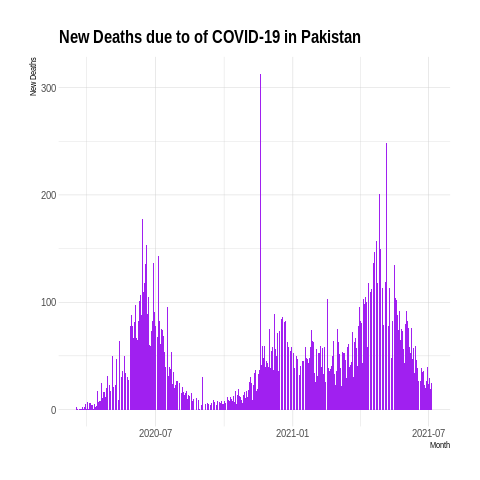 New Deaths due to of COVID-19 in Pakistan
New Deaths
300
200
100
0
2020-07
2021-01
2021-07
Month